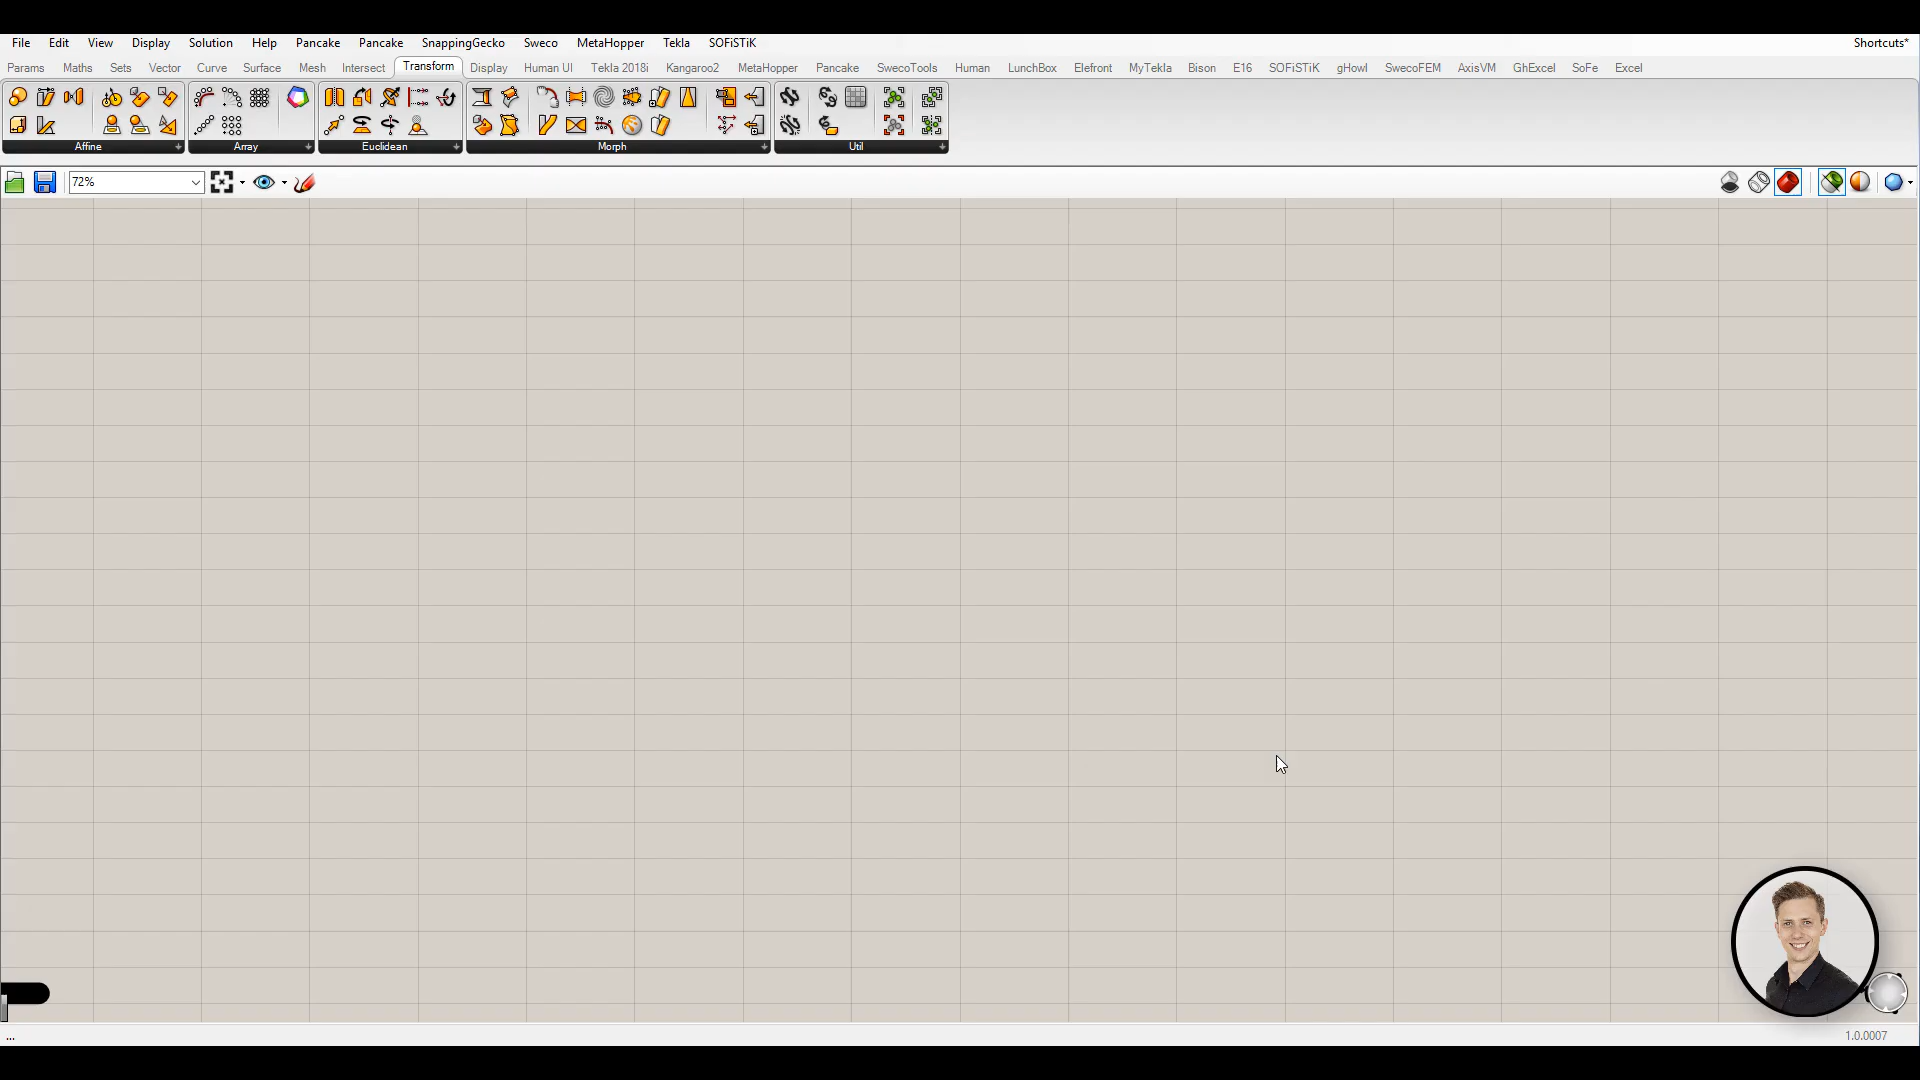 File Edit View Display Solution Help Pancake Pancake SnappingGecko Sweco MetaHopper Tekla SOFiSTiK Shortcuts*
Params Maths Sets Vector Curve Surface Mesh Intersect Transform Display Human UI Tekla 2018i Kangaroo2 MetaHopper Pancake SwecoTools Human LunchBox Elefront MyTekla Bison E16 SOFiSTiK gHowl SwecoFEM AxisVM GhExcel SoFe Excel
Affine Array Euclidean Morph Util
72%
... 1.0.0007